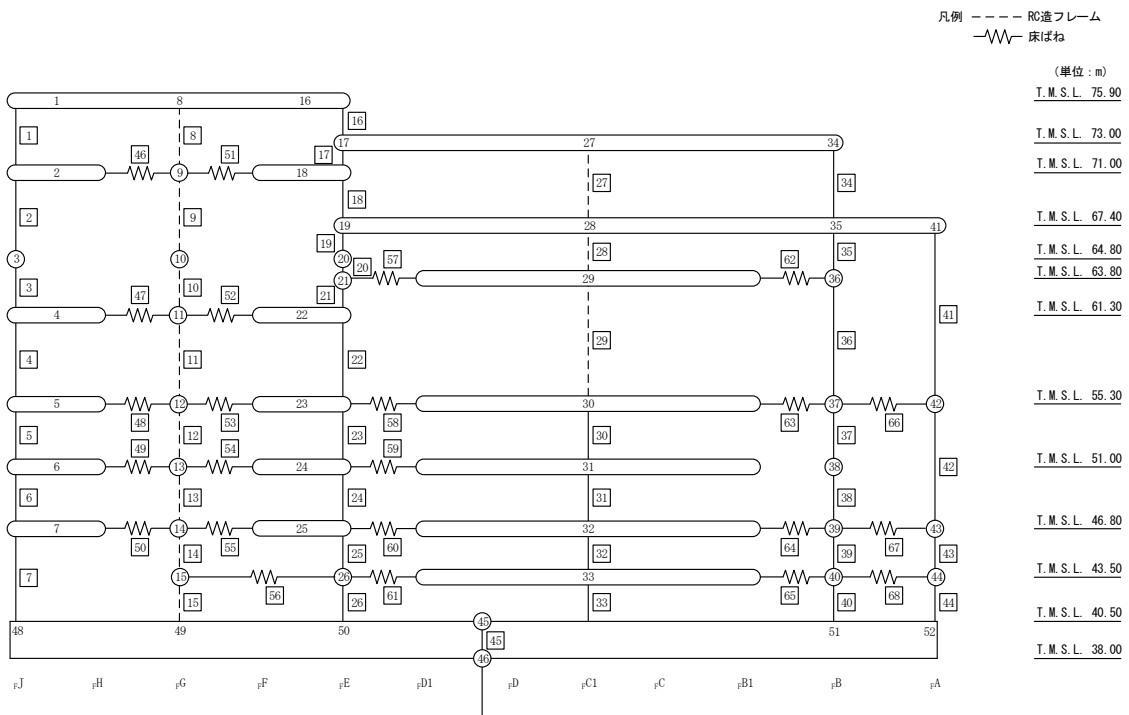 凡例 ---- RC造フレーム
床ばね
(単位：m)
T.M.S.L. 75.90
1 8 16
1 8 16
T.M.S.L. 73.00
17 27 34
46 51 17
T.M.S.L. 71.00
2 9 18
27 34
18
2 9
T.M.S.L. 67.40
19 28 35 41
19 57 28 62 35
T.M.S.L. 64.80
3 10 20
20
T.M.S.L. 63.80
21 29 36
3 47 10 52 21
T.M.S.L. 61.30
4 11 22
41
29 36
4 11 22
T.M.S.L. 55.30
5 12 23 30 37 42
48 53 58 63 66
5 12 23 30 37
49 54 59
T.M.S.L. 51.00
6 13 24 31 38
42
6 13 24 31 38
T.M.S.L. 46.80
7 14 25 32 39 43
50 55 60 64 67
14 25 32 39 43
T.M.S.L. 43.50
7 15 26 33 40 44
56 61 65 68
15 26 33 40 44
T.M.S.L. 40.50
48 49 50 45 51 52
45
T.M.S.L. 38.00
46
FJ FH FG FF FE FD1 FD FC1 FC FB1 FB FA